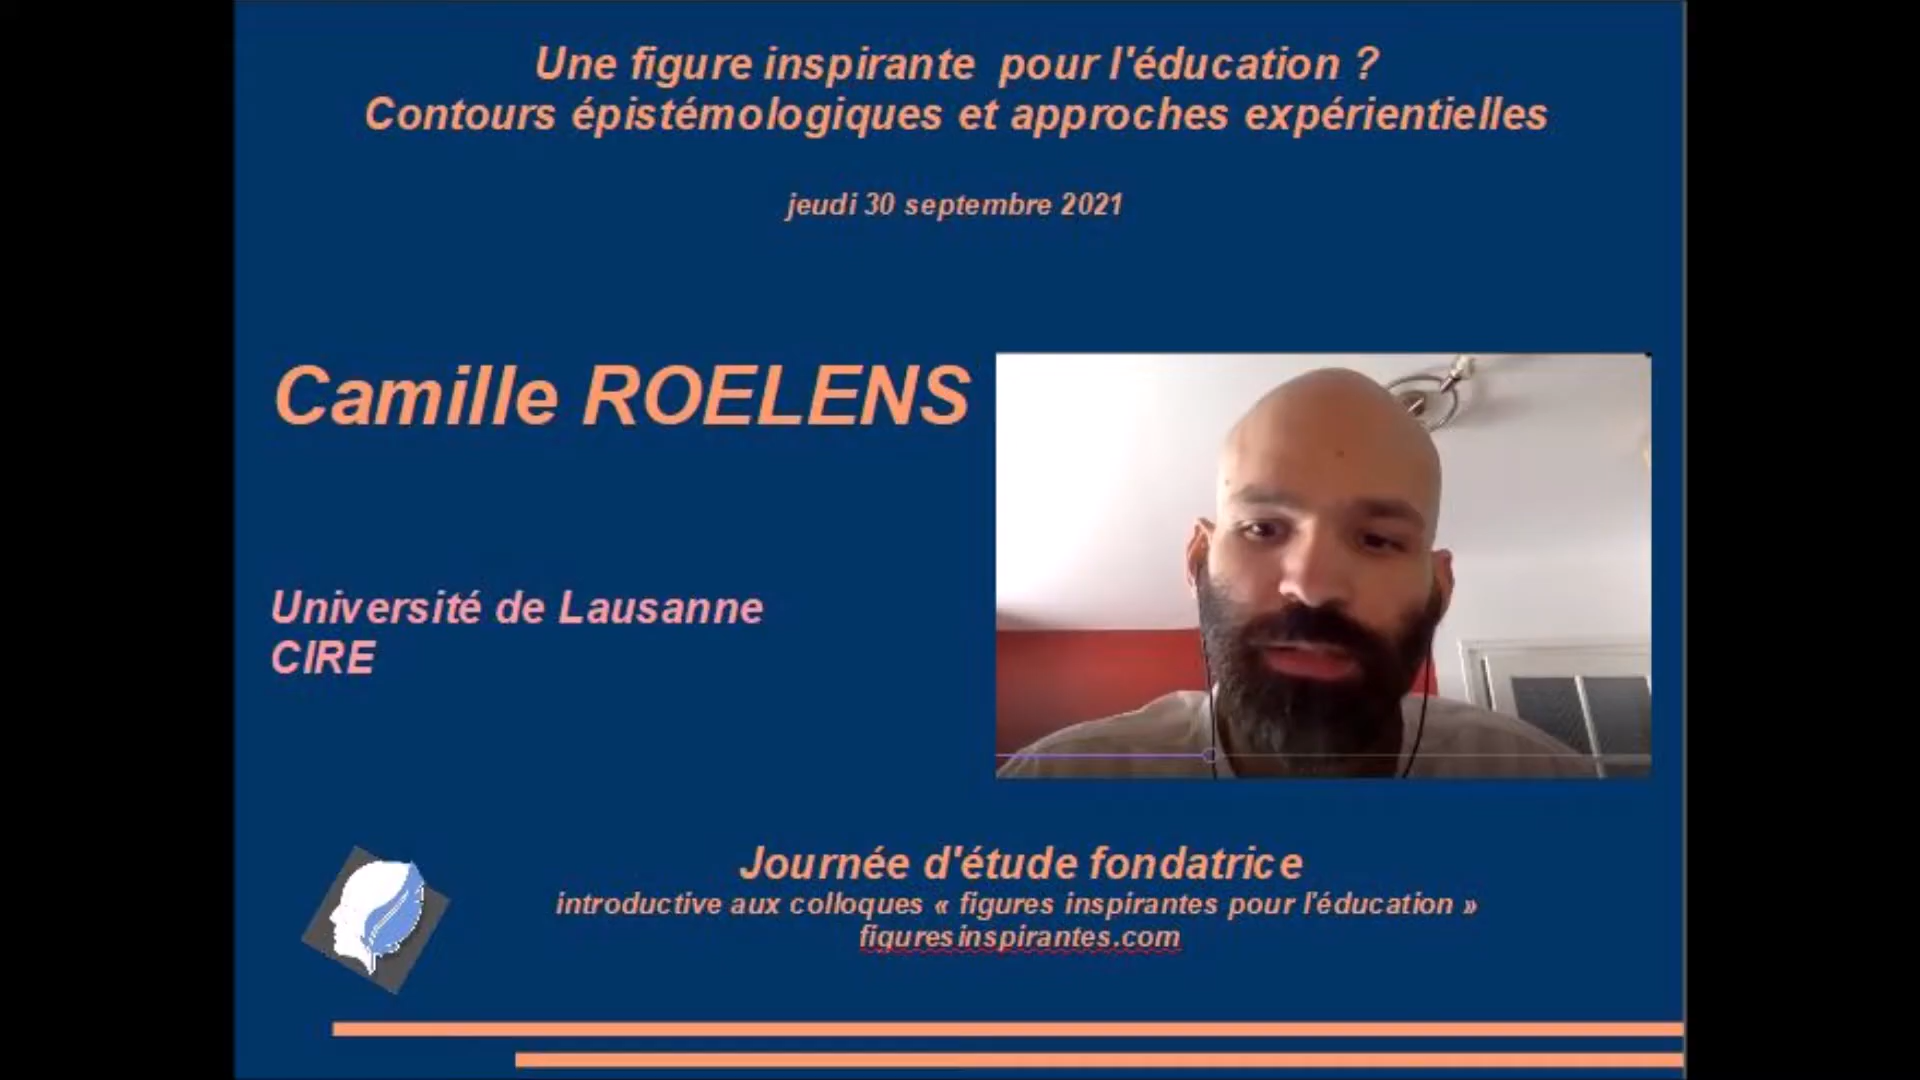 Une figure inspirante pour l'éducation ?
Contours épistémologiques et approches expérientielles
jeudi 30 septembre 2021
Camille ROELENS
Université de Lausanne
CIRE
Journée d'étude fondatrice
introductive aux colloques « figures inspirantes pour l'éducation »
figuresinspirantes.com